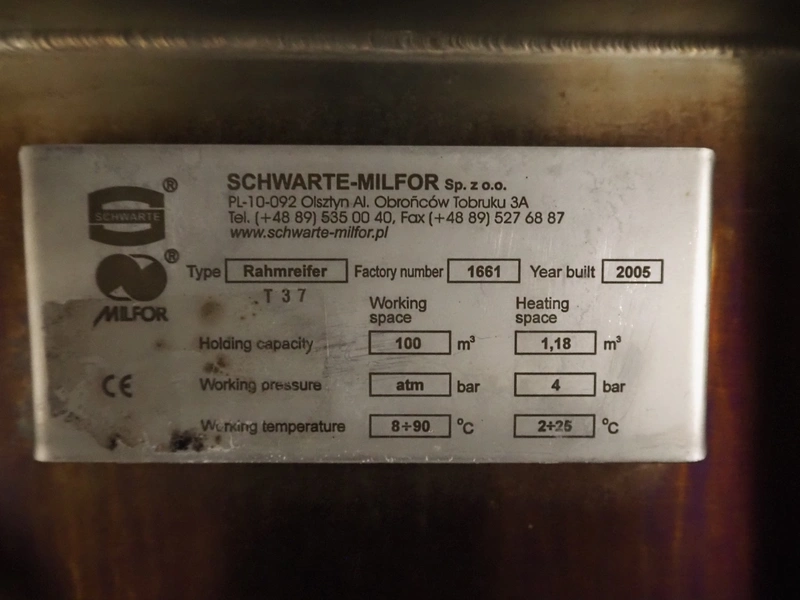 SCHWARTE-MILFOR Sp. z o.o.
PL-10-092 Olsztyn Al. Obrońców Tobruku 3A
Tel. (+48 89) 535 00 40, Fax (+48 89) 527 68 87
www.schwarte-milfor.pl
® SCHWARTE
® MILFOR
Type Rahmreifer Factory number 1661 Year built 2005
T 3 7
Working space Heating space
Holding capacity 100 m³ 1,18 m³
CE
Working pressure atm bar 4 bar
Working temperature 8÷90 °C 2÷25 °C